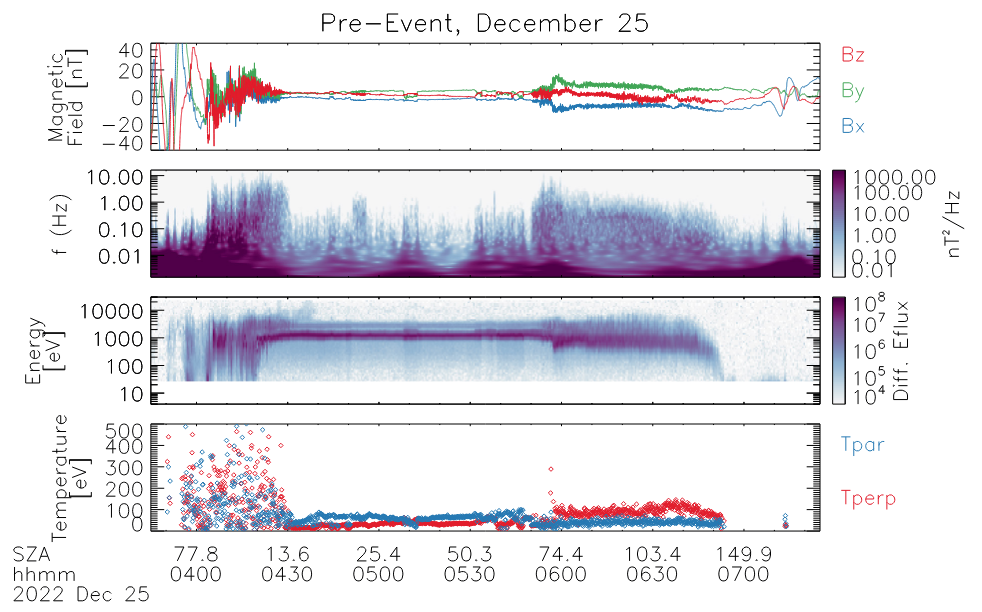 Pre-Event, December 25
Magnetic
Field [nT]
40
20
0
-20
-40
Bz
By
Bx
f (Hz)
10.00
1.00
0.10
0.01
1000.00
100.00
10.00
1.00
0.10
0.01
nT²/Hz
Energy
[eV]
10000
1000
100
10
10⁸
10⁷
10⁶
10⁵
10⁴
Diff. Eflux
Temperature
[eV]
500
400
300
200
100
0
Tpar
Tperp
SZA 77.8 13.6 25.4 50.3 74.4 103.4 149.9
hhmm 0400 0430 0500 0530 0600 0630 0700
2022 Dec 25